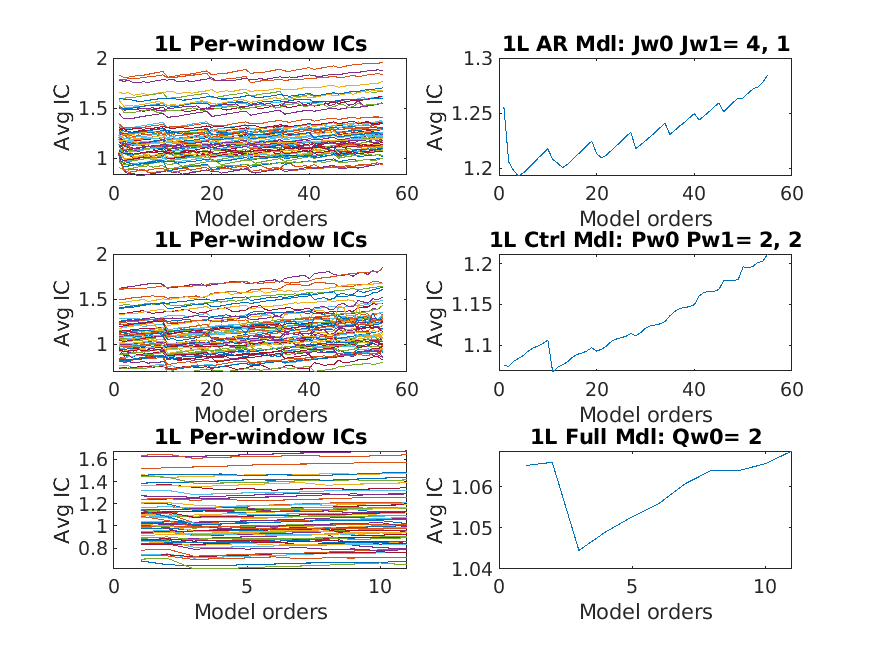 1L Per-window ICs
2
1.5
1
Avg IC
0 20 40 60
Model orders
1L AR Mdl: Jw0 Jw1= 4, 1
1.3
1.25
1.2
Avg IC
0 20 40 60
Model orders
1L Per-window ICs
2
1.5
1
Avg IC
0 20 40 60
Model orders
1L Ctrl Mdl: Pw0 Pw1= 2, 2
1.2
1.15
1.1
Avg IC
0 20 40 60
Model orders
1L Per-window ICs
1.6
1.4
1.2
1
0.8
Avg IC
0 5 10
Model orders
1L Full Mdl: Qw0= 2
1.06
1.05
1.04
Avg IC
0 5 10
Model orders